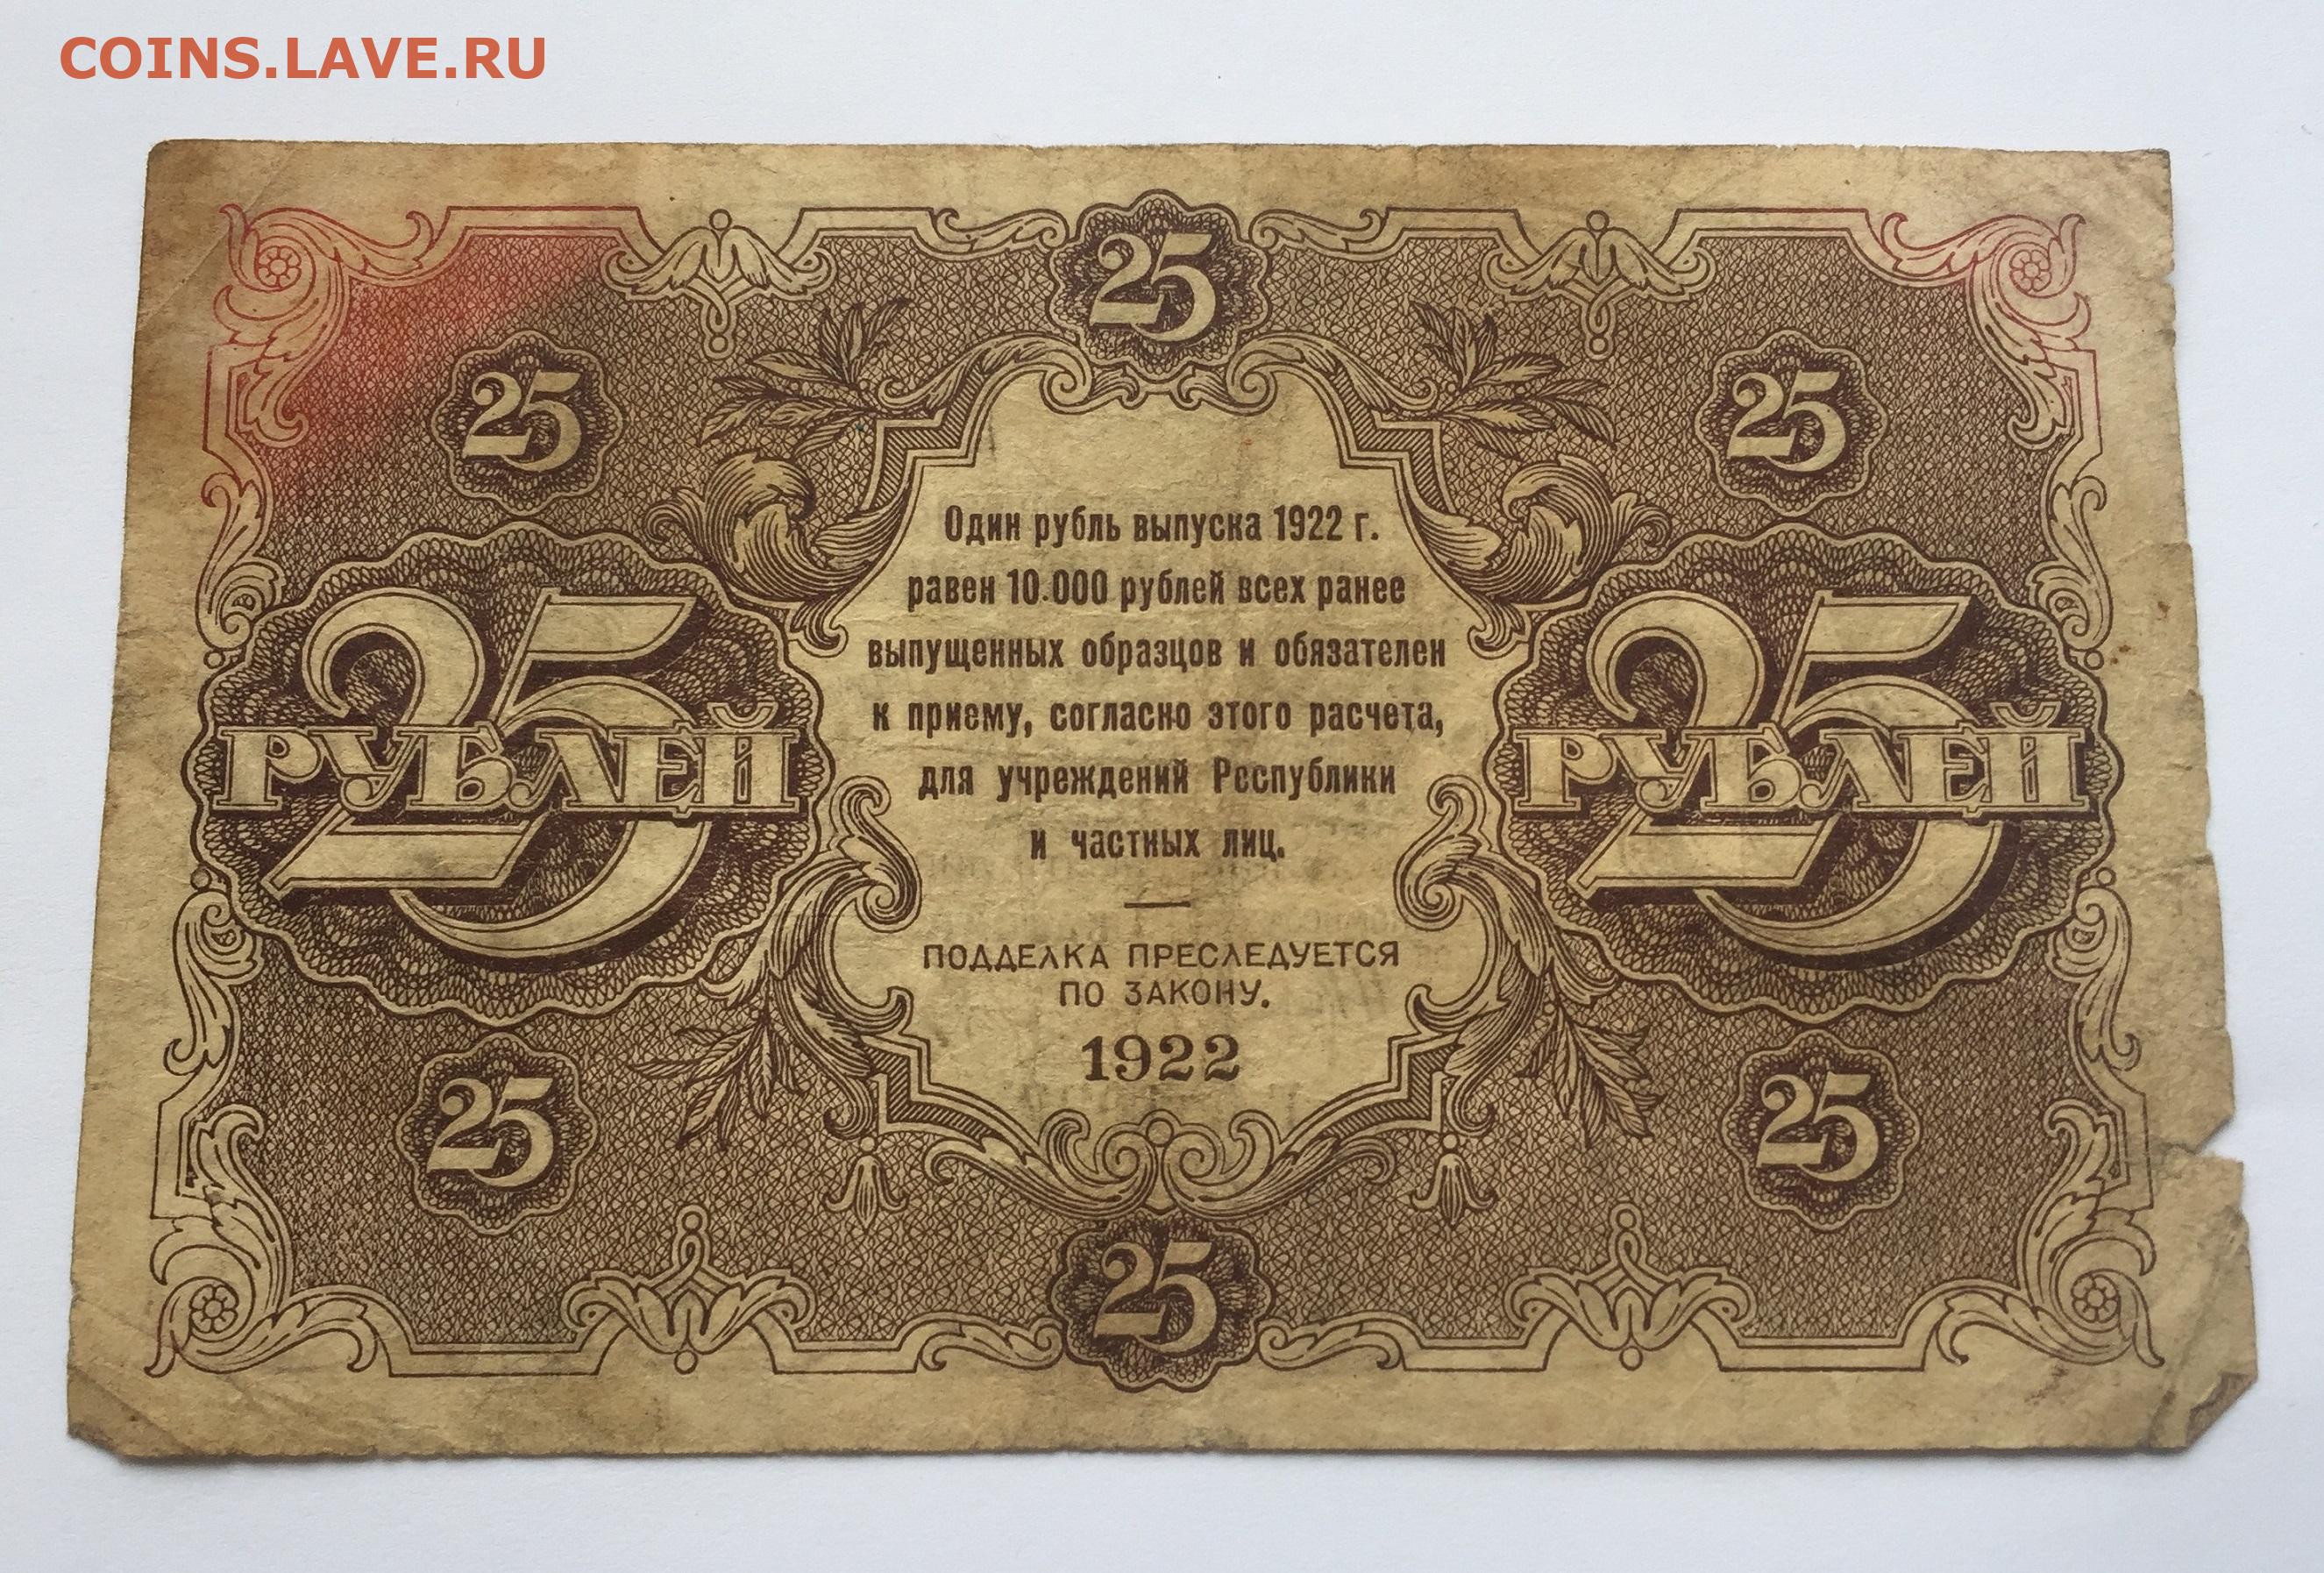 COINS.LAVE.RU
25
25
25
Один рубль выпуска 1922 г.
равен 10.000 рублей всех ранее
выпущенных образцов и обязателен
к приему, согласно этого расчета,
для учреждений Республики
и частных лиц.
25
РУБЛЕЙ
25
РУБЛЕЙ
ПОДДЕЛКА ПРЕСЛЕДУЕТСЯ
ПО ЗАКОНУ.
1922
25
25
25